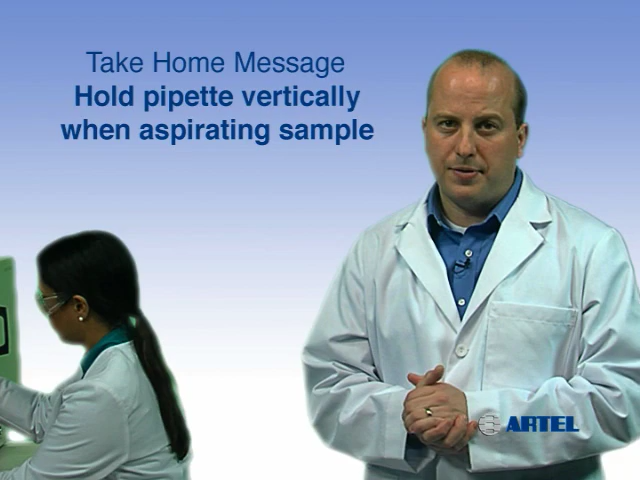 Take Home Message
Hold pipette vertically
when aspirating sample
ARTEL